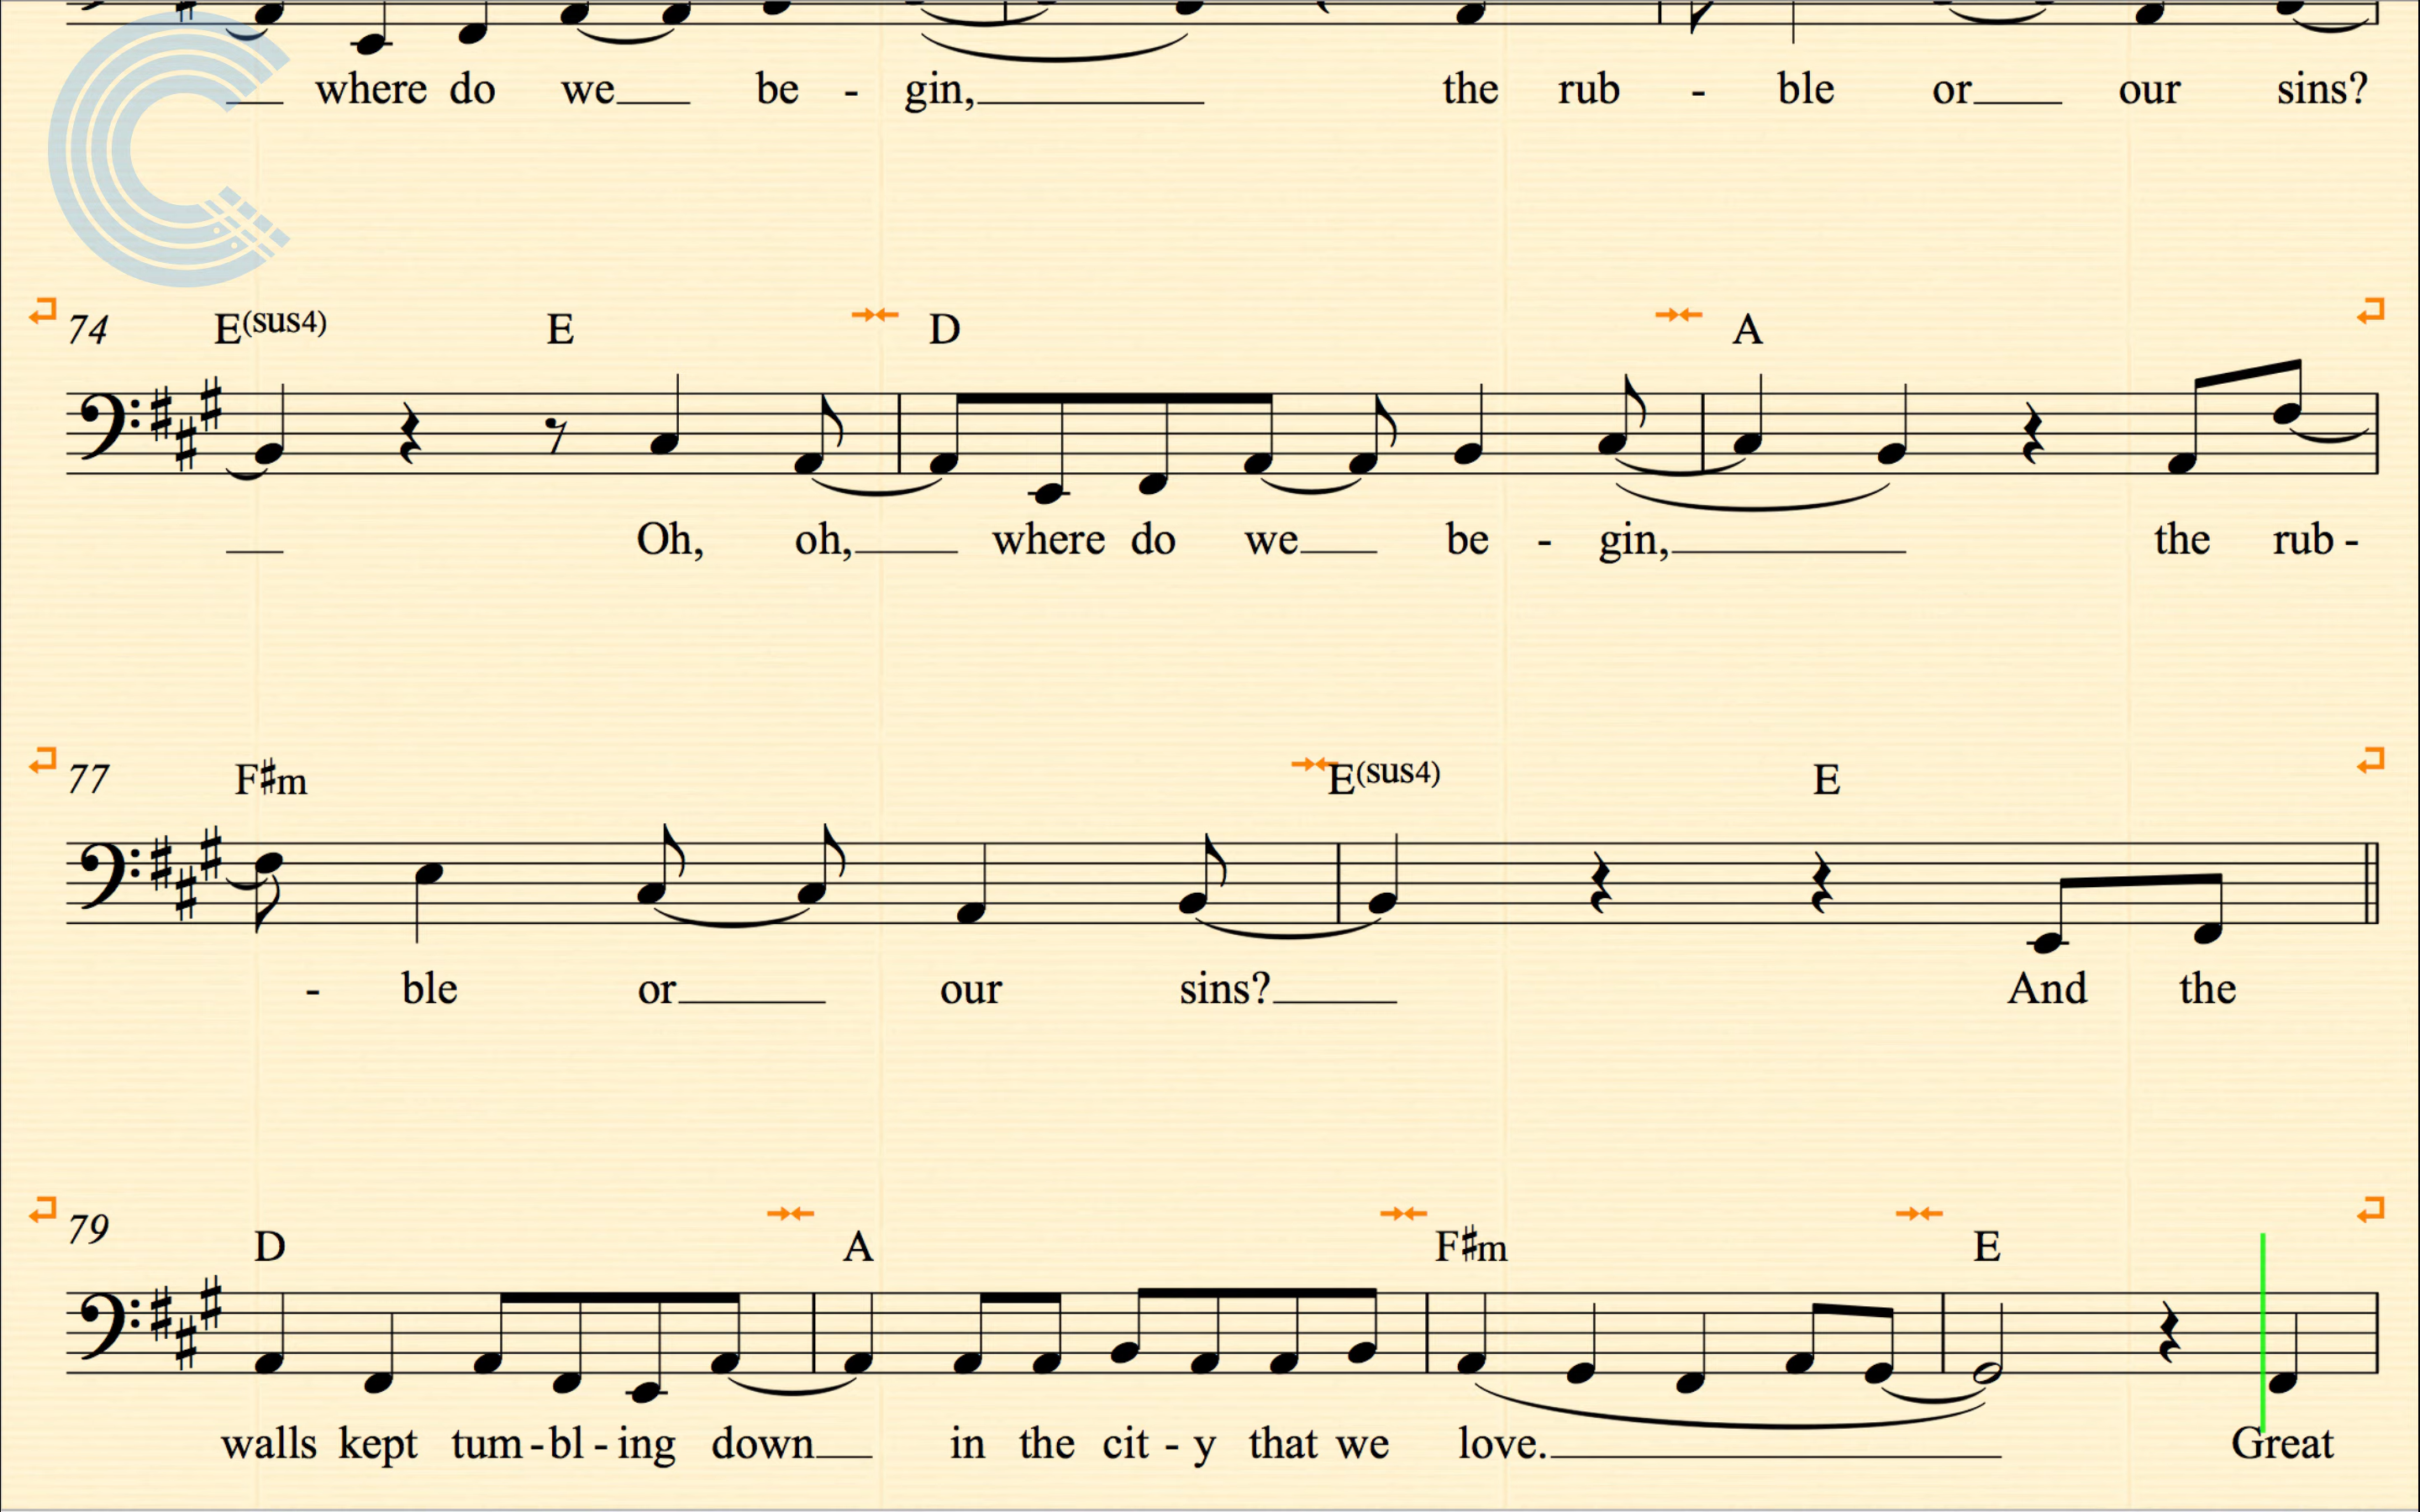 where do we be - gin, the rub - ble or our sins?
74 E(sus4) E D A
Oh, oh, where do we be - gin, the rub -
77 F♯m E(sus4) E
- ble or our sins? And the
79 D A F♯m E
walls kept tum - bl - ing down in the cit - y that we love. Great